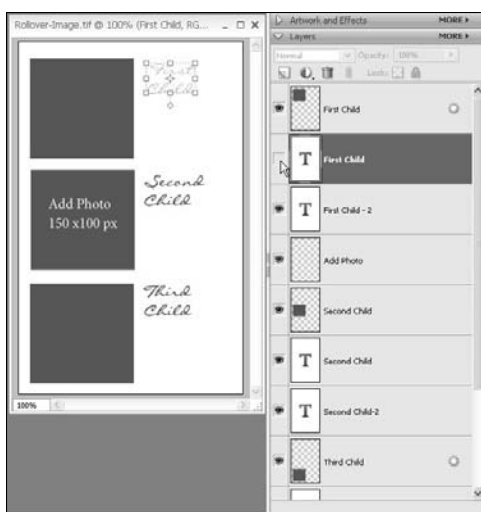 Rollover-Image.tif @ 100% (First Child, RG...
First
Child
Add Photo
150 x100 px
Second
Child
Third
Child
100%
Artwork and Effects
MORE
Layers
MORE
Normal
Opacity: 100%
Lock:
First Child
T First Child
T First Child - 2
Add Photo
Second Child
T Second Child
T Second Child-2
Third Child